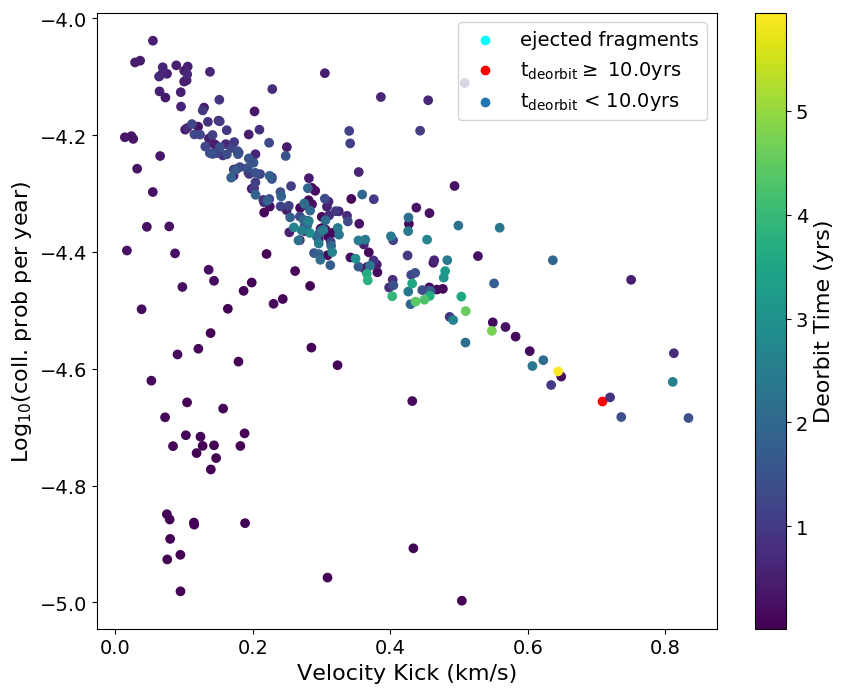 ejected fragments
t_deorbit ≥ 10.0yrs
t_deorbit < 10.0yrs
−4.0
−4.2
−4.4
−4.6
−4.8
−5.0
Log₁₀(coll. prob per year)
0.0 0.2 0.4 0.6 0.8
Velocity Kick (km/s)
5
4
3
2
1
Deorbit Time (yrs)